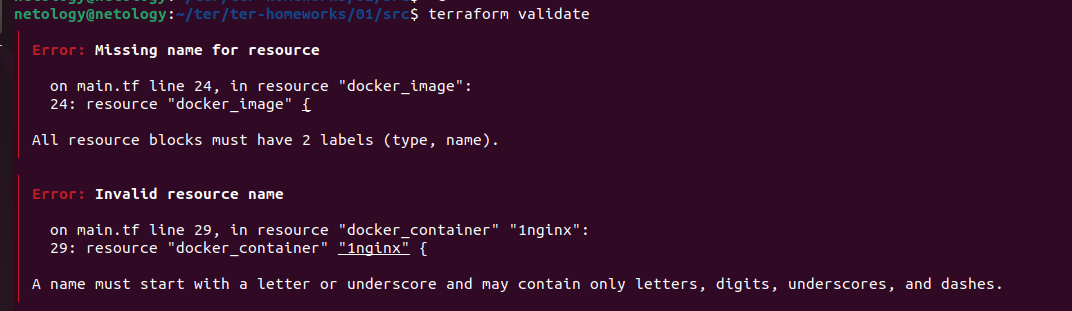 netology@netology:~/ter/ter-homeworks/01/src$ terraform validate
Error: Missing name for resource
on main.tf line 24, in resource "docker_image":
24: resource "docker_image" {
All resource blocks must have 2 labels (type, name).
Error: Invalid resource name
on main.tf line 29, in resource "docker_container" "1nginx":
29: resource "docker_container" "1nginx" {
A name must start with a letter or underscore and may contain only letters, digits, underscores, and dashes.